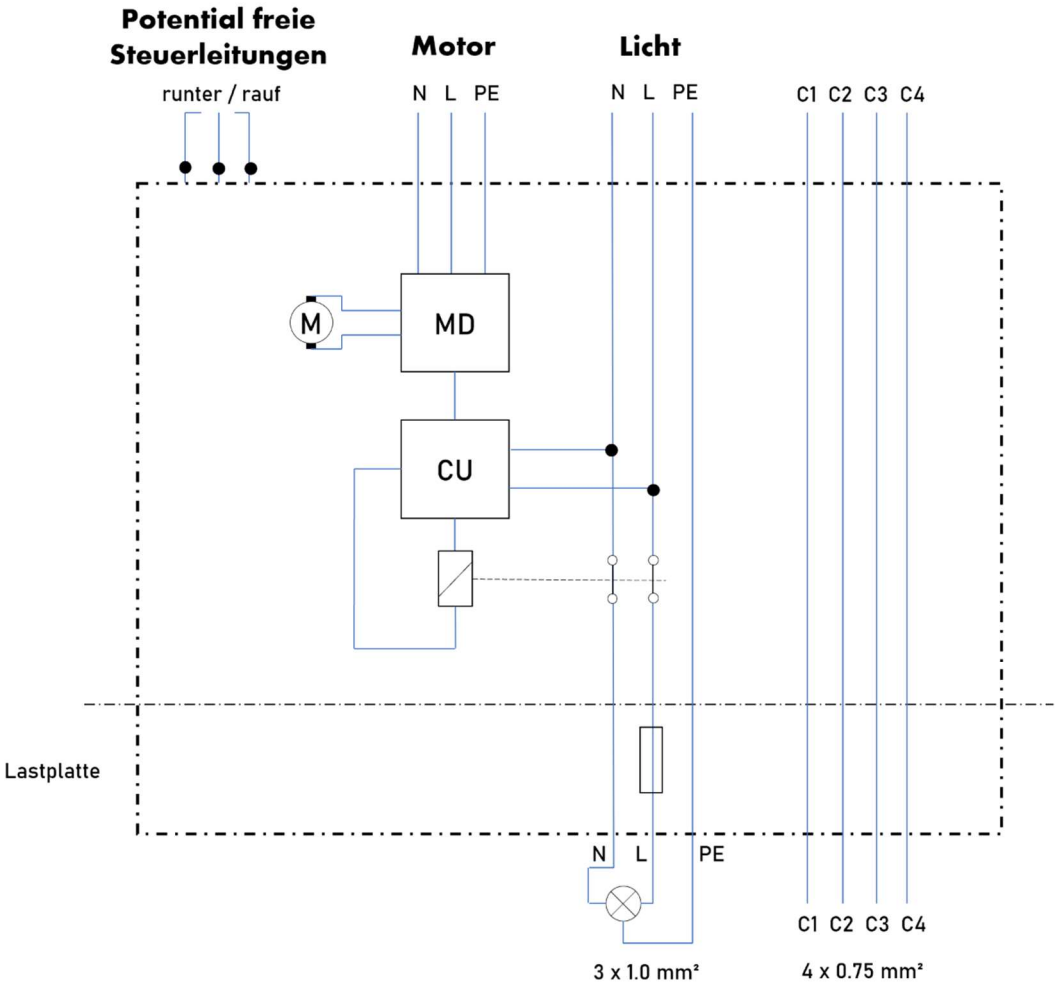 Potential freie
Steuerleitungen
Motor
Licht
runter / rauf
N L PE
N L PE
C1 C2 C3 C4
M
MD
CU
Lastplatte
N L PE
C1 C2 C3 C4
3 x 1.0 mm²
4 x 0.75 mm²